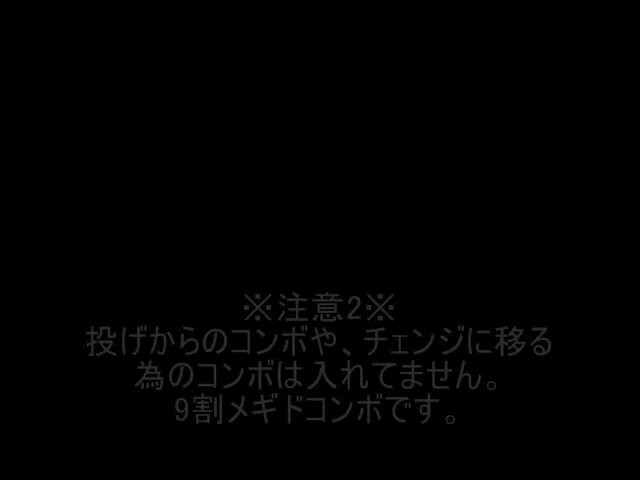 ※注意2※
投げからのコンボや、チェンジに移る
為のコンボは入れてません。
9割メギドコンボです。